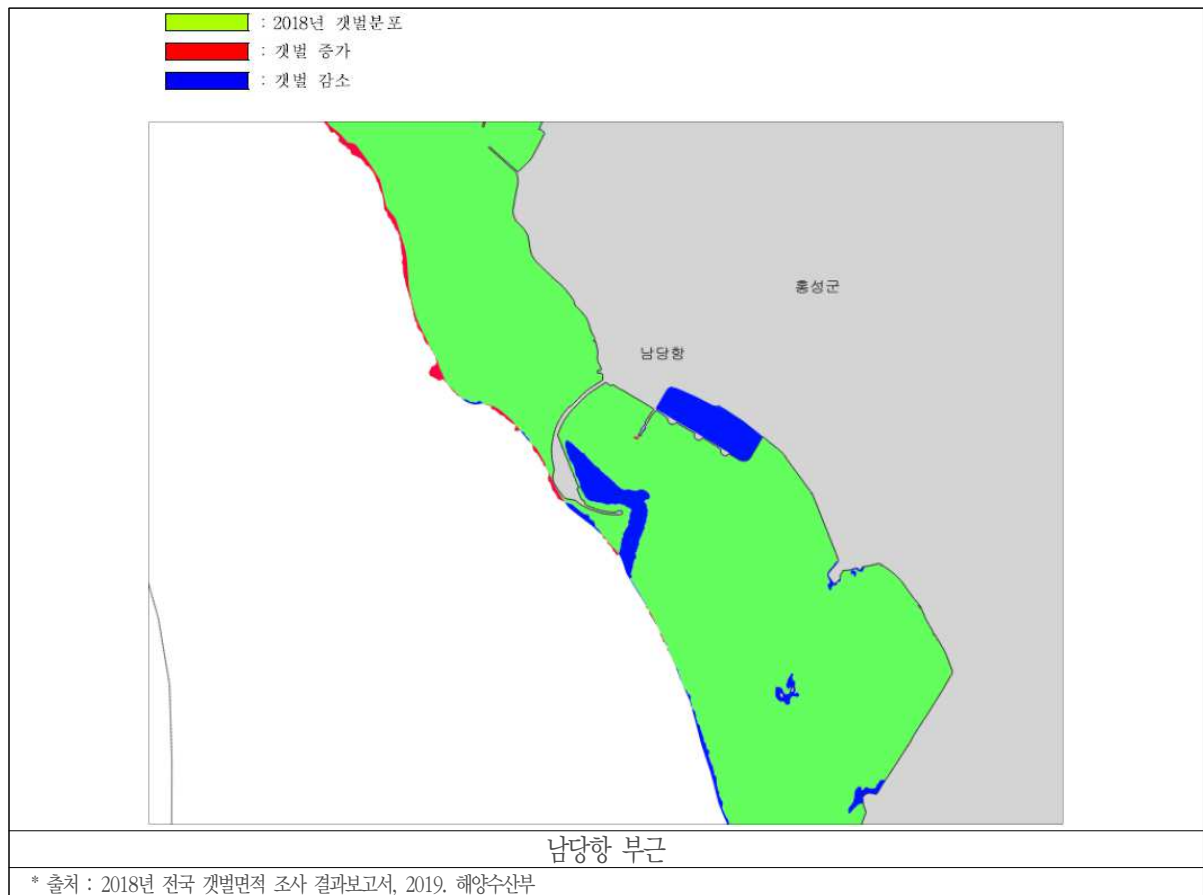 : 2018년 갯벌분포
: 갯벌 증가
: 갯벌 감소
홍성군
남당항
남당항 부근
* 출처 : 2018년 전국 갯벌면적 조사 결과보고서, 2019. 해양수산부